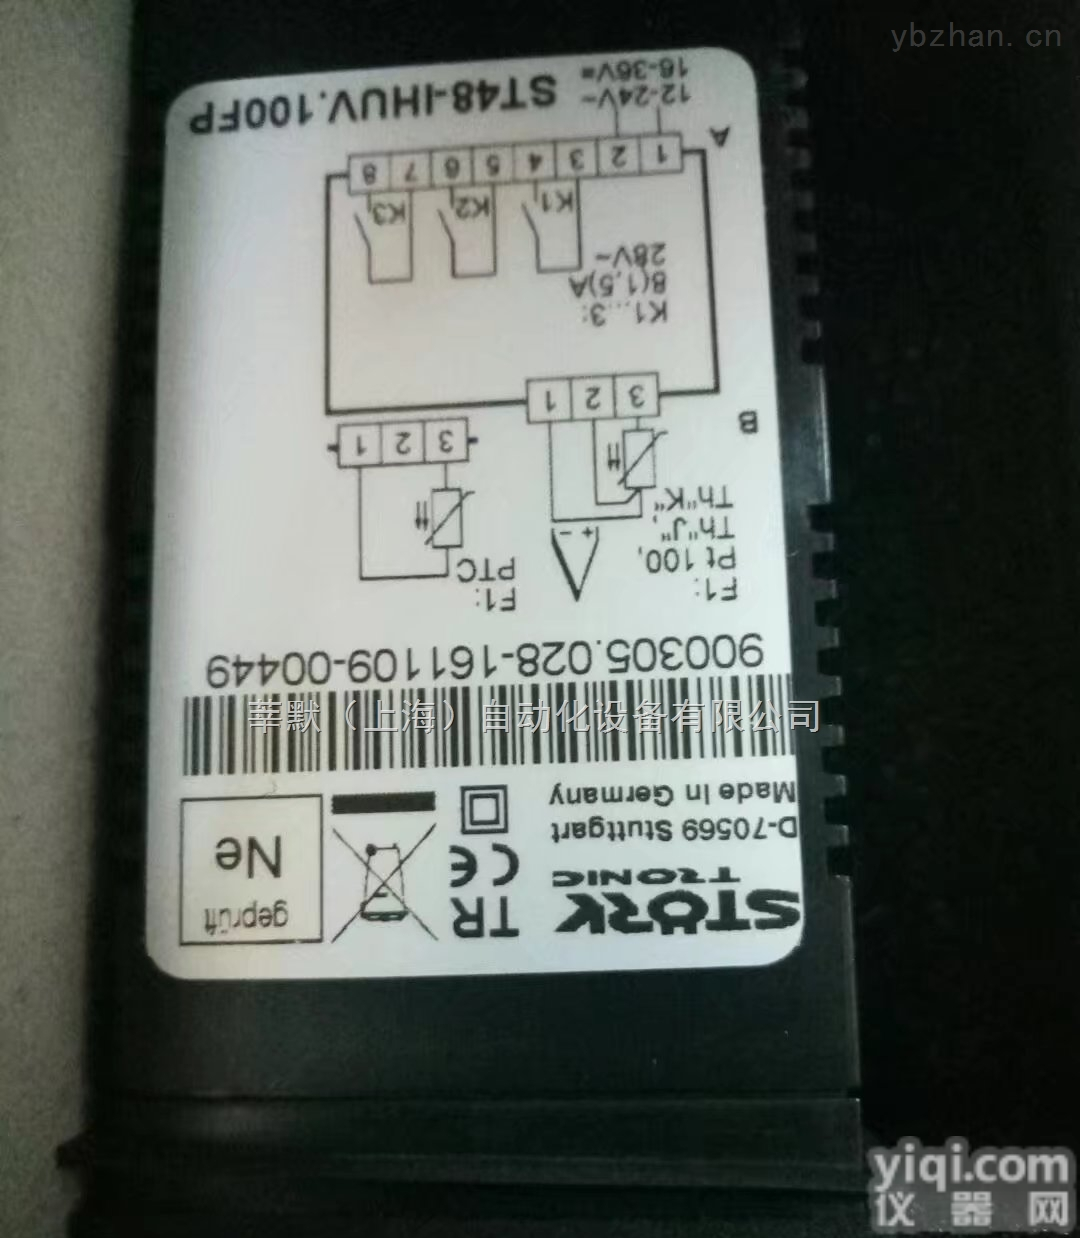 ybzhan.cn
STÖRK
TRONIC
D-70569 Stuttgart
Made in Germany
TR
CE
geprüft
Ne
900305.028-161109-00449
莘默（上海）自动化设备有限公司
F1:
Pt 100,
Th"J",
Th"K"
+ -
F1:
PTC
B
3 2 1
3 2 1
K1...3:
8(1,5)A
28V~
K1
K2
K3
A
1 2 3 4 5 6 7 8
12-24V~
16-36V=
ST48-IHUV.100FP
yiqi.com
仪器网